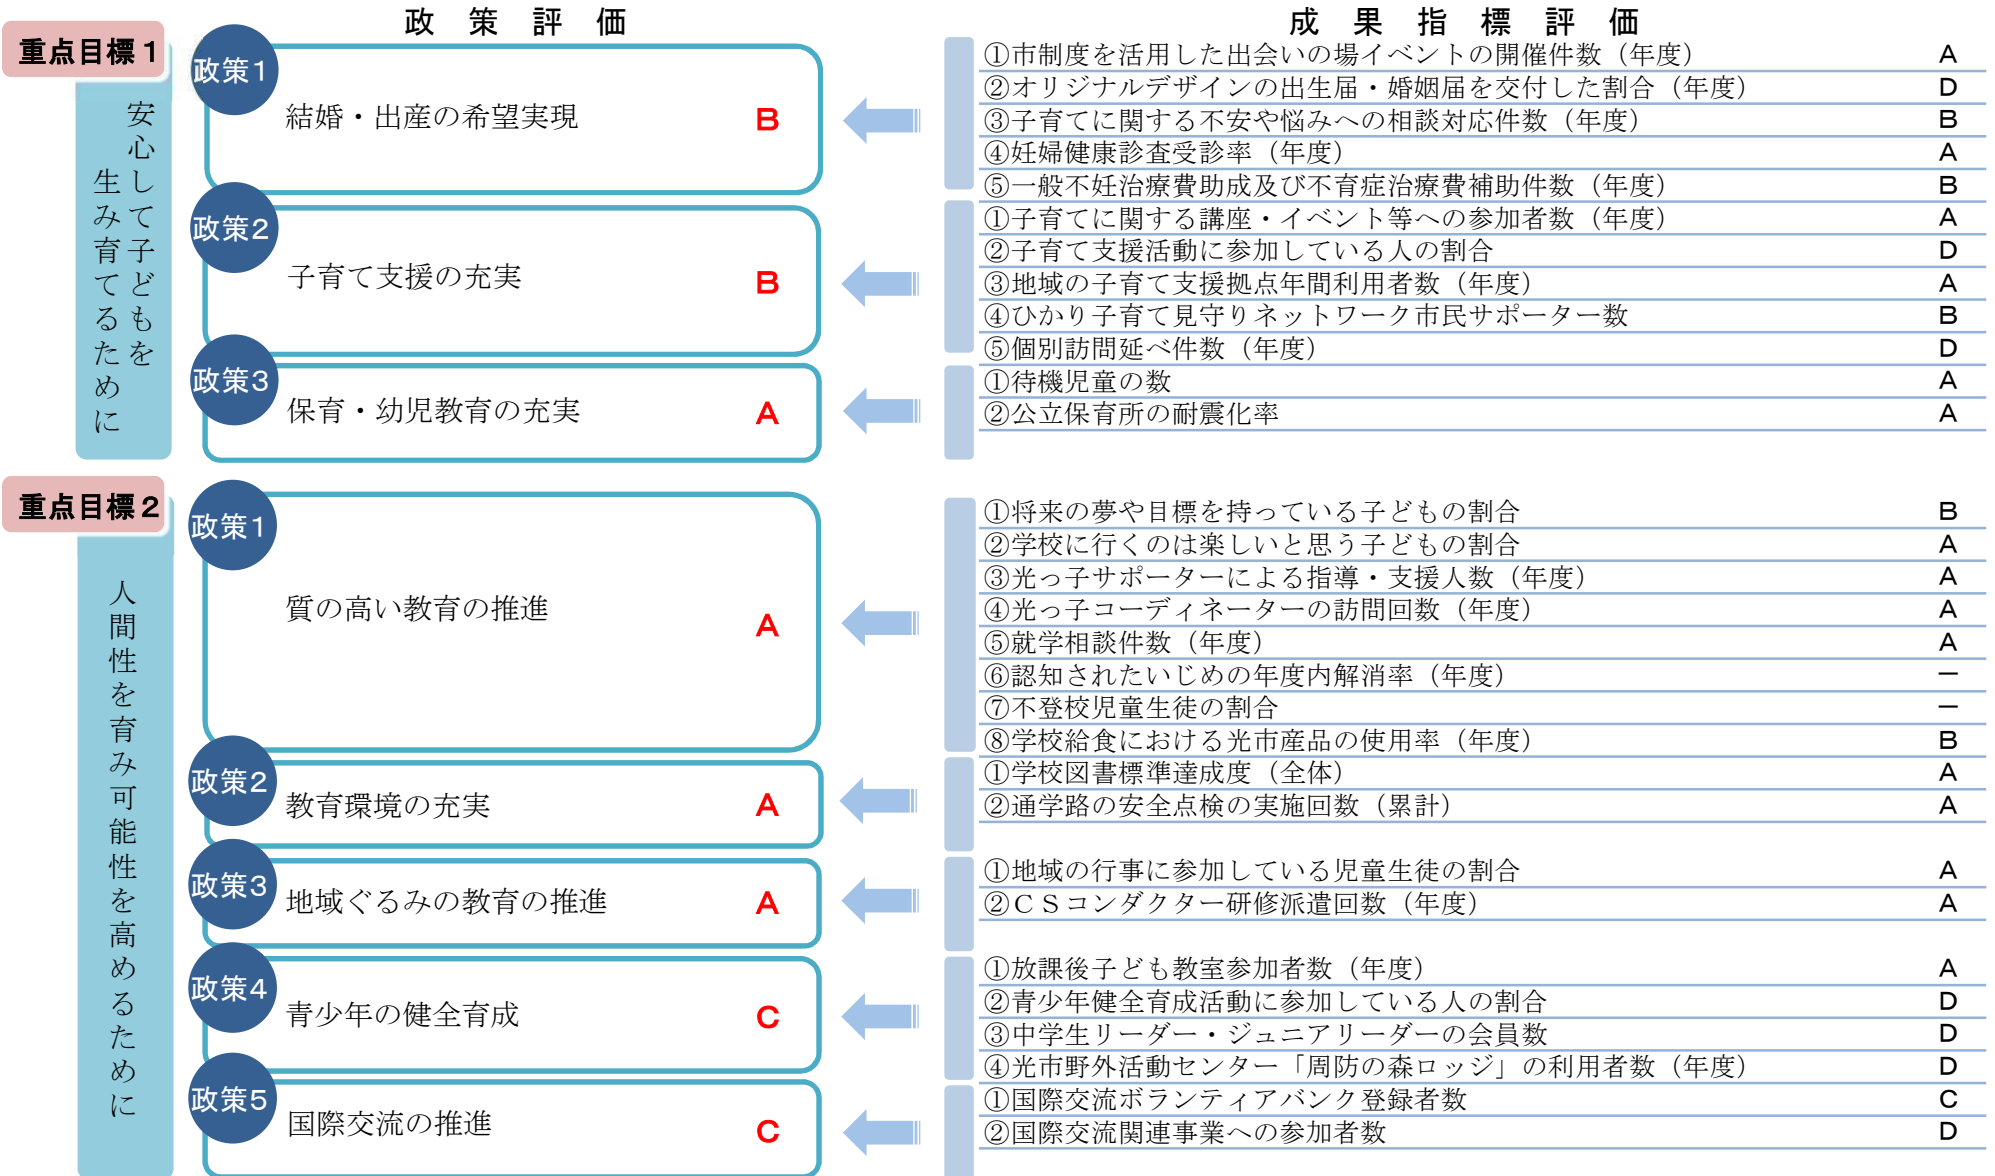 政策評価
成果指標評価
重点目標1
安心して子どもを
生み育てるために
政策1
結婚・出産の希望実現 B
①市制度を活用した出会いの場イベントの開催件数（年度） A
②オリジナルデザインの出生届・婚姻届を交付した割合（年度） D
③子育てに関する不安や悩みへの相談対応件数（年度） B
④妊婦健康診査受診率（年度） A
⑤一般不妊治療費助成及び不育症治療費補助件数（年度） B
政策2
子育て支援の充実 B
①子育てに関する講座・イベント等への参加者数（年度） A
②子育て支援活動に参加している人の割合 D
③地域の子育て支援拠点年間利用者数（年度） A
④ひかり子育て見守りネットワーク市民サポーター数 B
⑤個別訪問延べ件数（年度） D
政策3
保育・幼児教育の充実 A
①待機児童の数 A
②公立保育所の耐震化率 A
重点目標2
人間性を育み可能性を高めるために
政策1
質の高い教育の推進 A
①将来の夢や目標を持っている子どもの割合 B
②学校に行くのは楽しいと思う子どもの割合 A
③光っ子サポーターによる指導・支援人数（年度） A
④光っ子コーディネーターの訪問回数（年度） A
⑤就学相談件数（年度） A
⑥認知されたいじめの年度内解消率（年度） －
⑦不登校児童生徒の割合 －
⑧学校給食における光市産品の使用率（年度） B
政策2
教育環境の充実 A
①学校図書標準達成度（全体） A
②通学路の安全点検の実施回数（累計） A
政策3
地域ぐるみの教育の推進 A
①地域の行事に参加している児童生徒の割合 A
②ＣＳコンダクター研修派遣回数（年度） A
政策4
青少年の健全育成 C
①放課後子ども教室参加者数（年度） A
②青少年健全育成活動に参加している人の割合 D
③中学生リーダー・ジュニアリーダーの会員数 D
④光市野外活動センター「周防の森ロッジ」の利用者数（年度） D
政策5
国際交流の推進 C
①国際交流ボランティアバンク登録者数 C
②国際交流関連事業への参加者数 D